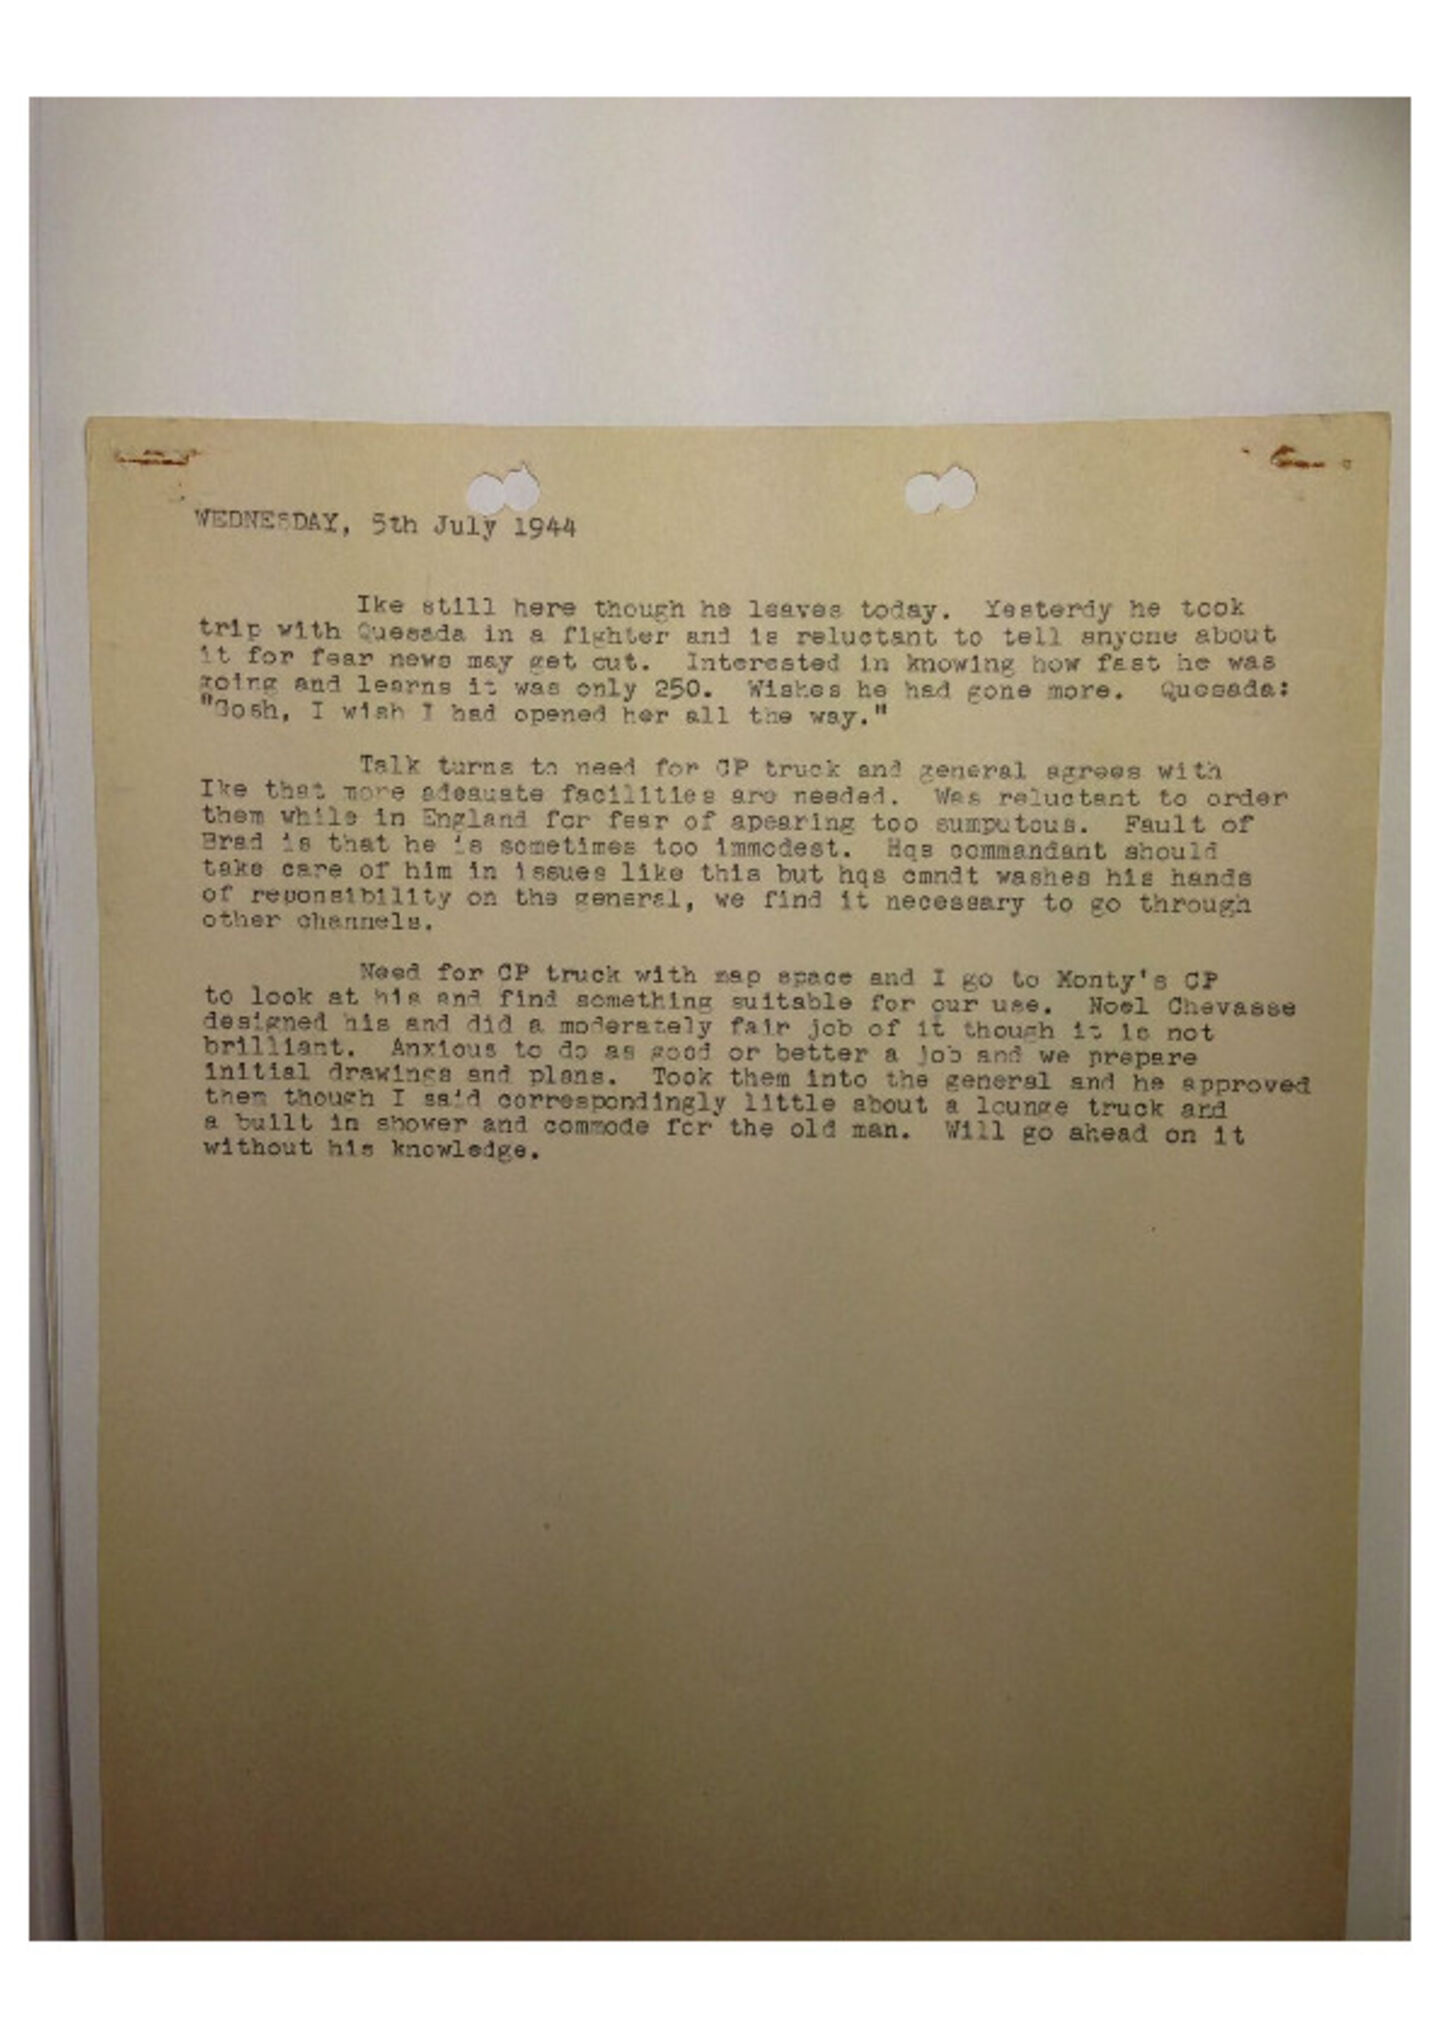 WEDNESDAY, 5th July 1944
Ike still here though he leaves today. Yesterdy he took
trip with Quesada in a fighter and is reluctant to tell anyone about
it for fear news may get out. Interested in knowing how fast he was
going and learns it was only 250. Wishes he had gone more. Quesada:
"Gosh, I wish I had opened her all the way."
Talk turns to need for CP truck and general agrees with
Ike that more adequate facilities are needed. Was reluctant to order
them while in England for fear of apearing too sumputous. Fault of
Brad is that he is sometimes too immodest. Hqs commandant should
take care of him in issues like this but hqs cmndt washes his hands
of reponsibility on the general, we find it necessary to go through
other channels.
Need for CP truck with map space and I go to Monty's CP
to look at his and find something suitable for our use. Noel Chevasse
designed his and did a moderately fair job of it though it is not
brilliant. Anxious to do as good or better a job and we prepare
initial drawings and plans. Took them into the general and he approved
them though I said correspondingly little about a lounge truck and
a built in shower and commode for the old man. Will go ahead on it
without his knowledge.